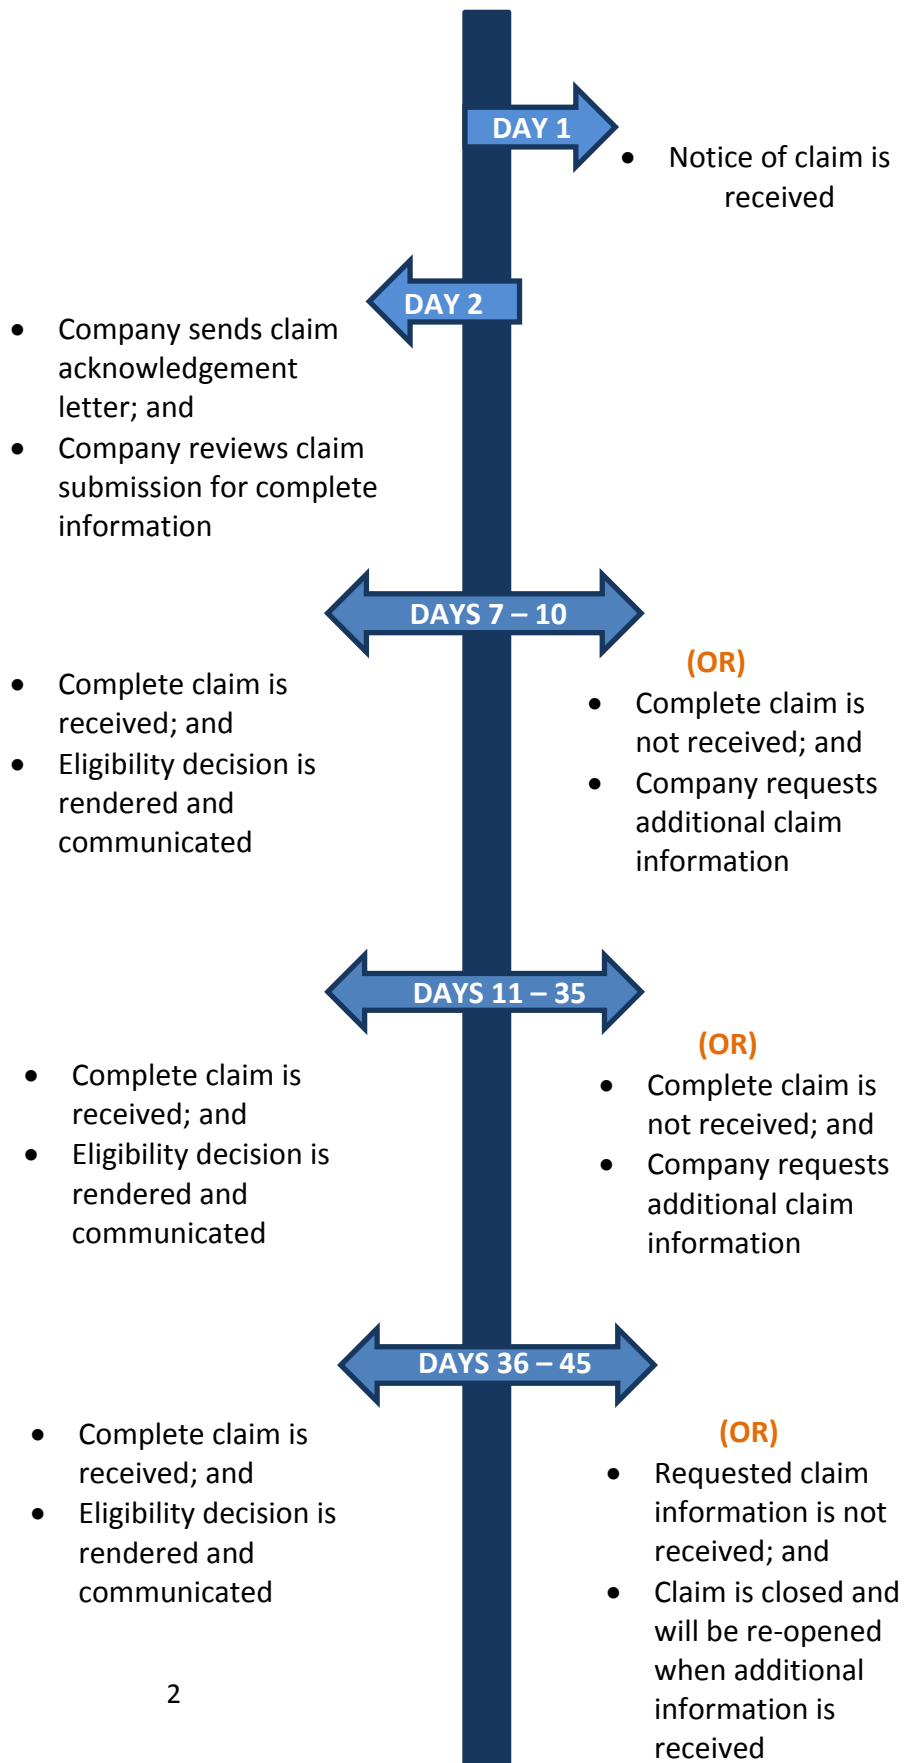 DAY 1
• Notice of claim is
received
DAY 2
• Company sends claim
acknowledgement
letter; and
• Company reviews claim
submission for complete
information
DAYS 7 – 10
• Complete claim is
received; and
• Eligibility decision is
rendered and
communicated
(OR)
• Complete claim is
not received; and
• Company requests
additional claim
information
DAYS 11 – 35
• Complete claim is
received; and
• Eligibility decision is
rendered and
communicated
(OR)
• Complete claim is
not received; and
• Company requests
additional claim
information
DAYS 36 – 45
• Complete claim is
received; and
• Eligibility decision is
rendered and
communicated
(OR)
• Requested claim
information is not
received; and
• Claim is closed and
will be re-opened
when additional
information is
received
2